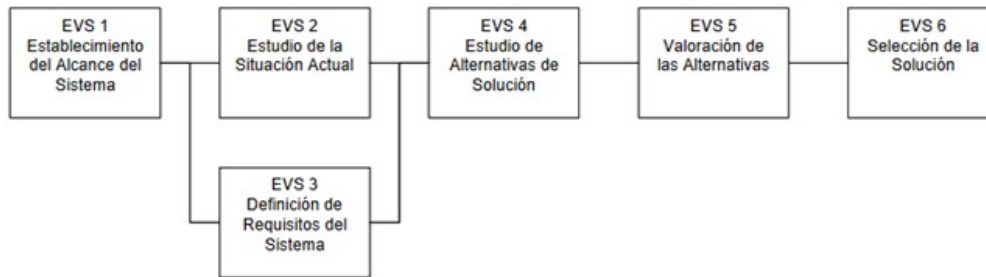 EVS 1
Establecimiento
del Alcance del
Sistema
EVS 2
Estudio de la
Situación Actual
EVS 4
Estudio de
Alternativas de
Solución
EVS 5
Valoración de
las Alternativas
EVS 6
Selección de la
Solución
EVS 3
Definición de
Requisitos del
Sistema